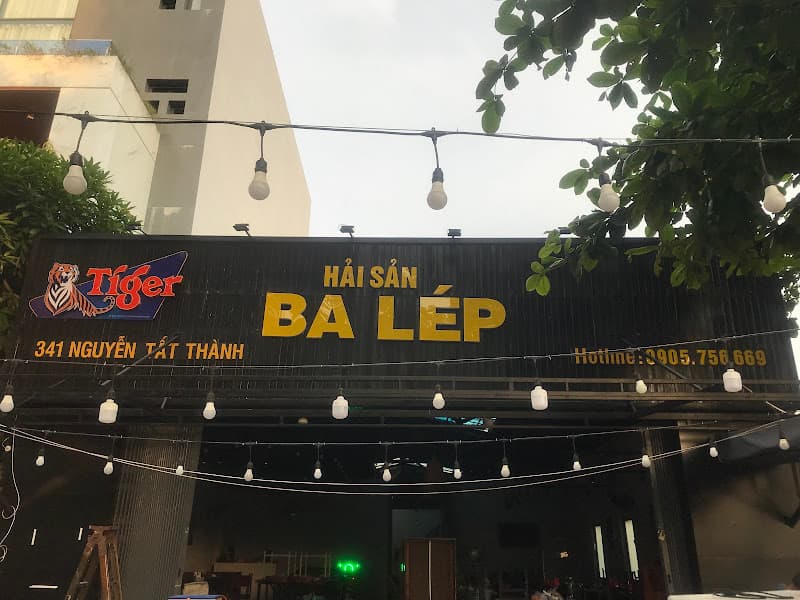 Tiger
HẢI SẢN
BA LÉP
341 NGUYỄN TẤT THÀNH
Hotline: 0905.756.669